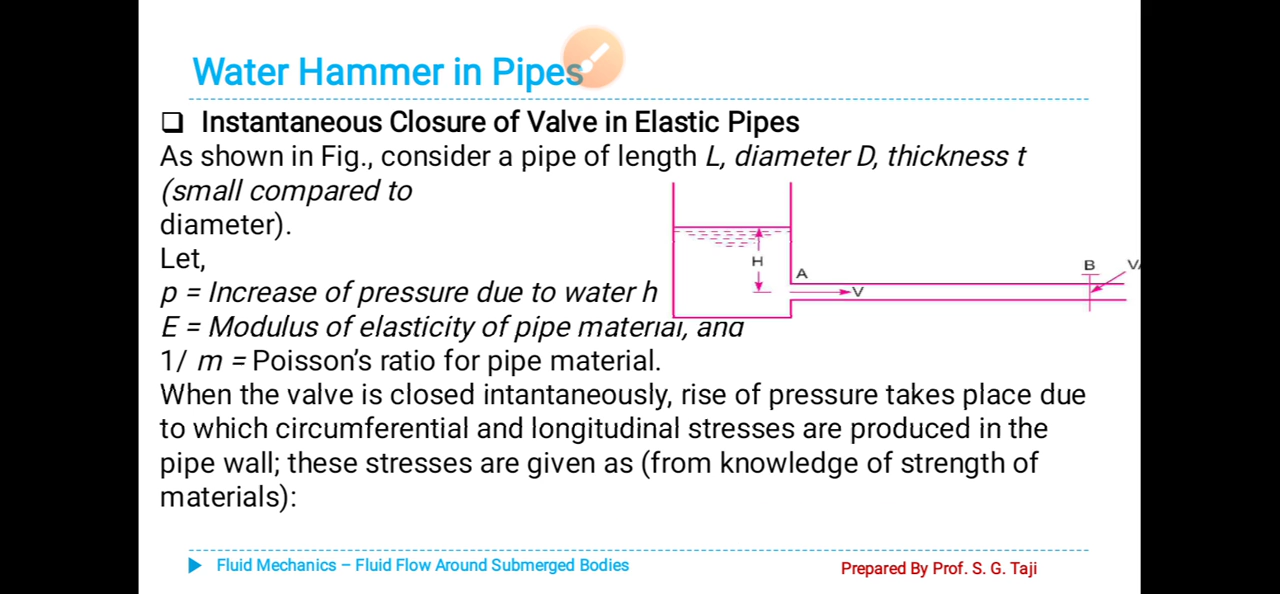 Water Hammer in Pipes
❑ Instantaneous Closure of Valve in Elastic Pipes
As shown in Fig., consider a pipe of length L, diameter D, thickness t
(small compared to
diameter).
Let,
p = Increase of pressure due to water h
E = Modulus of elasticity of pipe material, and
1/ m = Poisson’s ratio for pipe material.
When the valve is closed intantaneously, rise of pressure takes place due
to which circumferential and longitudinal stresses are produced in the
pipe wall; these stresses are given as (from knowledge of strength of
materials):
H
A
V
B
V
Fluid Mechanics – Fluid Flow Around Submerged Bodies
Prepared By Prof. S. G. Taji